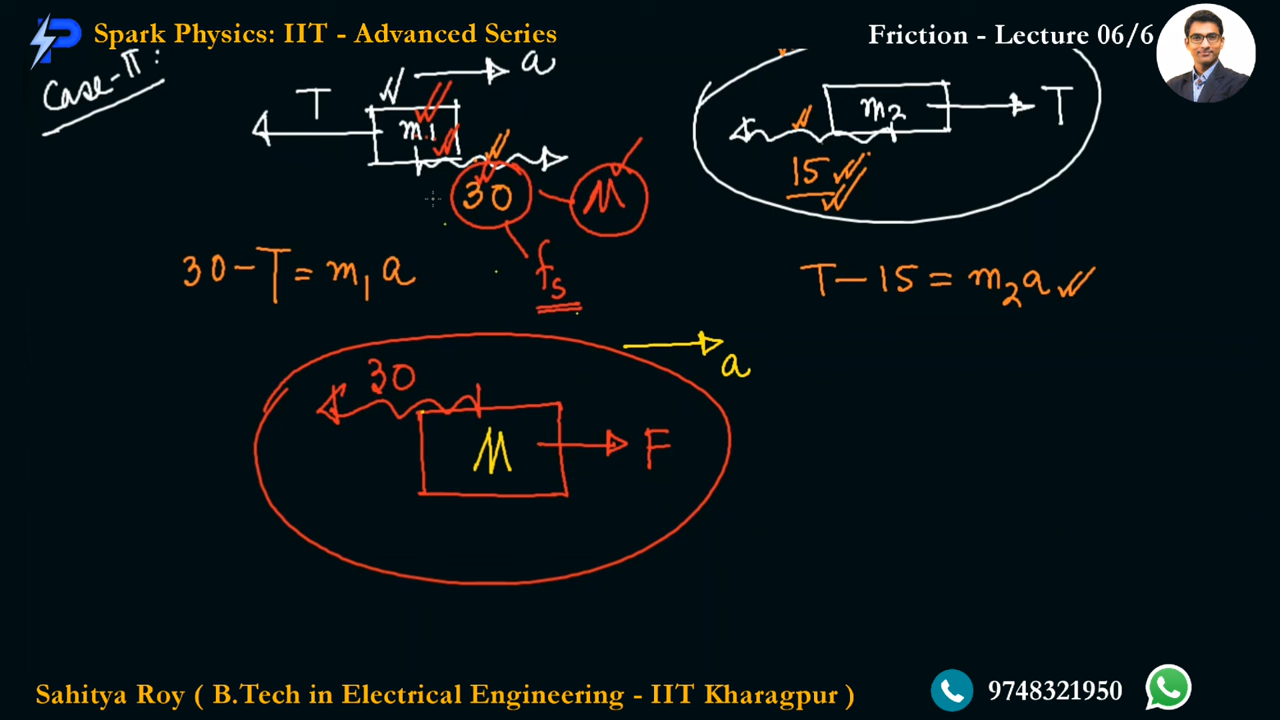 Spark Physics: IIT - Advanced Series
Friction - Lecture 06/6
Case-II:
a
T
m1
30
M
fs
m2
T
15
30-T = m1a
T-15 = m2a
a
30
M
F
Sahitya Roy ( B.Tech in Electrical Engineering - IIT Kharagpur )
9748321950